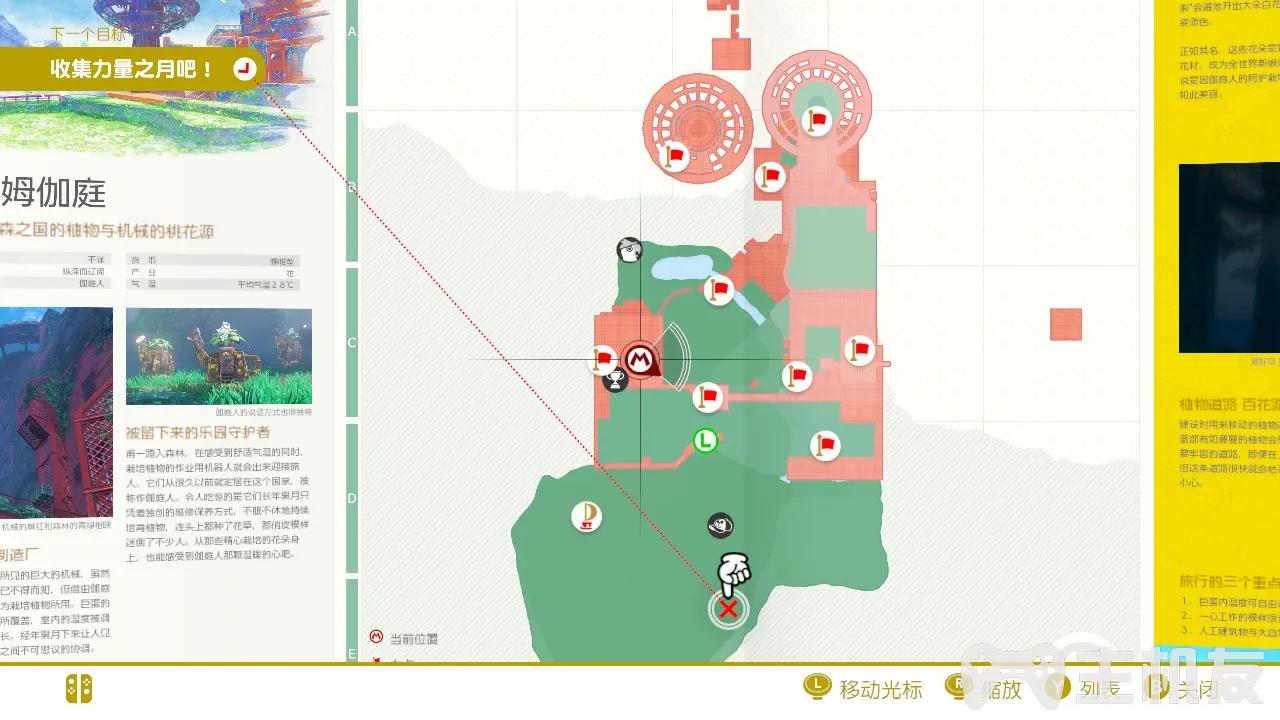 下一个目标
收集力量之月吧！
姆伽庭
森之国的植物与机械的桃花源
不详
纵深而辽阔
伽庭人
货币
产业
花
气温
平均气温28℃
伽庭人的说话方式也很独特
被留下来的乐园守护者
甫一踏入森林，在感受到舒适气温的同时，
栽培植物的作业用机器人就会出来迎接旅
人。它们从很久以前就定居在这个国家，被
称作伽庭人。令人吃惊的是它们长年累月只
凭着独创的维修保养方式，不眠不休地持续
培育植物，连头上都种了花草，那俏皮模样
迷倒了不少人。从那些精心栽培的花朵身
上，也能感受到伽庭人那颗温暖的心吧。
机械的鲜红和森林的青绿相映
制造厂
所见的巨大的机械，虽然
已不得而知，但借由伽庭
为栽培植物所用。巨蛋的
所覆盖，室内的温度被调
长。经年累月下来让人见
之间不可思议的协调。
A
B
C
D
E
L
当前位置
来"会遍地开出大朵白花
姿添色。
正如其名，这些花朵是
花材，成为全世界新娘
说是因伽庭人的呵护栽
如此美丽。
植物道路 百花
建设时用来移动的植物
基部有如藤蔓的植物会
要牢固的道路，即便在
但这条道路很快就会枯
小心。
旅行的三个重点
1. 巨蛋内温度可自由
2. 一心工作的模样很
3. 人工建筑物与大自
L 移动光标
R 缩放
Y 列表
B 关闭
主机友